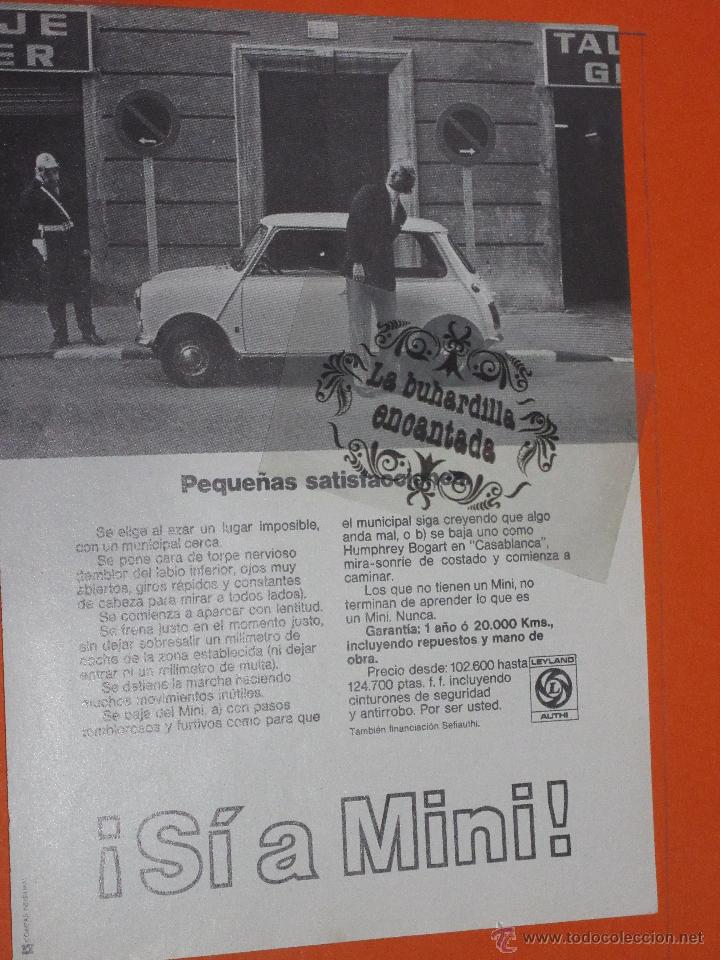 JE
ER
TAL
G
La buhardilla
encantada
Pequeñas satisfacciones.
Se elige al azar un lugar imposible,
con un municipal cerca.
Se pone cara de torpe nervioso
(temblor del labio inferior, ojos muy
abiertos, giros rápidos y constantes
de cabeza para mirar a todos lados).
Se comienza a aparcar con lentitud.
Se frena justo en el momento justo,
sin dejar sobresalir un milímetro de
coche de la zona establecida (ni dejar
entrar ni un milímetro de multa).
Se detiene la marcha haciendo
muchos movimientos inútiles.
Se baja del Mini, a) con pasos
temblorosos y furtivos como para que
el municipal siga creyendo que algo
anda mal, o b) se baja uno como
Humphrey Bogart en "Casablanca",
mira-sonríe de costado y comienza a
caminar.
Los que no tienen un Mini, no
terminan de aprender lo que es
un Mini. Nunca.
Garantía: 1 año ó 20.000 Kms.,
incluyendo repuestos y mano de
obra.
Precio desde: 102.600 hasta
124.700 ptas. f. f. incluyendo
cinturones de seguridad
y antirrobo. Por ser usted.
También financiación Sefiauthi.
LEYLAND
L
AUTHI
¡Sí a Mini!
© www.todocoleccion.net